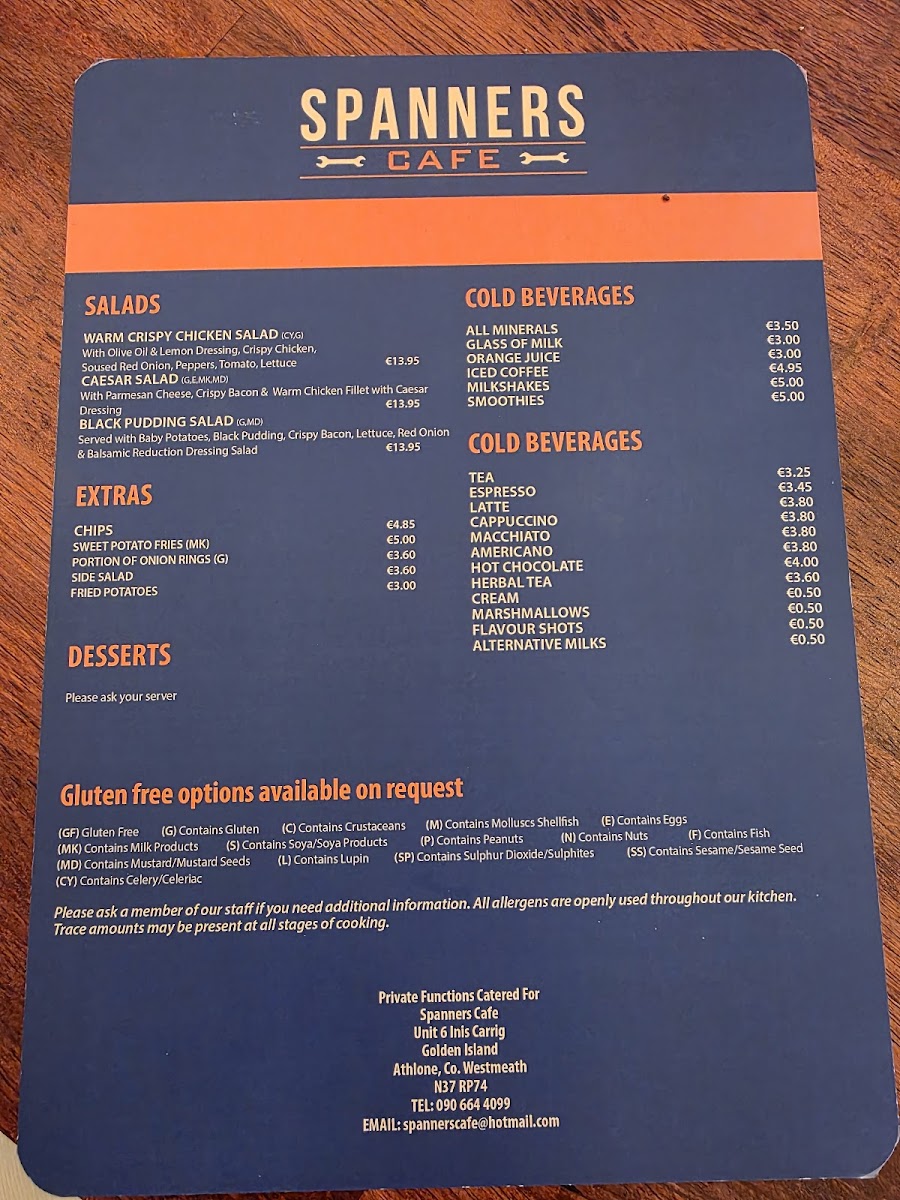 SPANNERS
CAFE
SALADS
WARM CRISPY CHICKEN SALAD (CY,G)
With Olive Oil & Lemon Dressing, Crispy Chicken,
Soused Red Onion, Peppers, Tomato, Lettuce €13.95
CAESAR SALAD (G,E,MK,MD)
With Parmesan Cheese, Crispy Bacon & Warm Chicken Fillet with Caesar
Dressing €13.95
BLACK PUDDING SALAD (G,MD)
Served with Baby Potatoes, Black Pudding, Crispy Bacon, Lettuce, Red Onion
& Balsamic Reduction Dressing Salad €13.95
EXTRAS
CHIPS €4.85
SWEET POTATO FRIES (MK) €5.00
PORTION OF ONION RINGS (G) €3.60
SIDE SALAD €3.60
FRIED POTATOES €3.00
DESSERTS
Please ask your server
COLD BEVERAGES
ALL MINERALS €3.50
GLASS OF MILK €3.00
ORANGE JUICE €3.00
ICED COFFEE €4.95
MILKSHAKES €5.00
SMOOTHIES €5.00
COLD BEVERAGES
TEA €3.25
ESPRESSO €3.45
LATTE €3.80
CAPPUCCINO €3.80
MACCHIATO €3.80
AMERICANO €3.80
HOT CHOCOLATE €4.00
HERBAL TEA €3.60
CREAM €0.50
MARSHMALLOWS €0.50
FLAVOUR SHOTS €0.50
ALTERNATIVE MILKS €0.50
Gluten free options available on request
(GF) Gluten Free (G) Contains Gluten (C) Contains Crustaceans (M) Contains Molluscs Shellfish (E) Contains Eggs
(MK) Contains Milk Products (S) Contains Soya/Soya Products (P) Contains Peanuts (N) Contains Nuts (F) Contains Fish
(MD) Contains Mustard/Mustard Seeds (L) Contains Lupin (SP) Contains Sulphur Dioxide/Sulphites (SS) Contains Sesame/Sesame Seed
(CY) Contains Celery/Celeriac
Please ask a member of our staff if you need additional information. All allergens are openly used throughout our kitchen.
Trace amounts may be present at all stages of cooking.
Private Functions Catered For
Spanners Cafe
Unit 6 Inis Carrig
Golden Island
Athlone, Co. Westmeath
N37 RP74
TEL: 090 664 4099
EMAIL: spannerscafe@hotmail.com